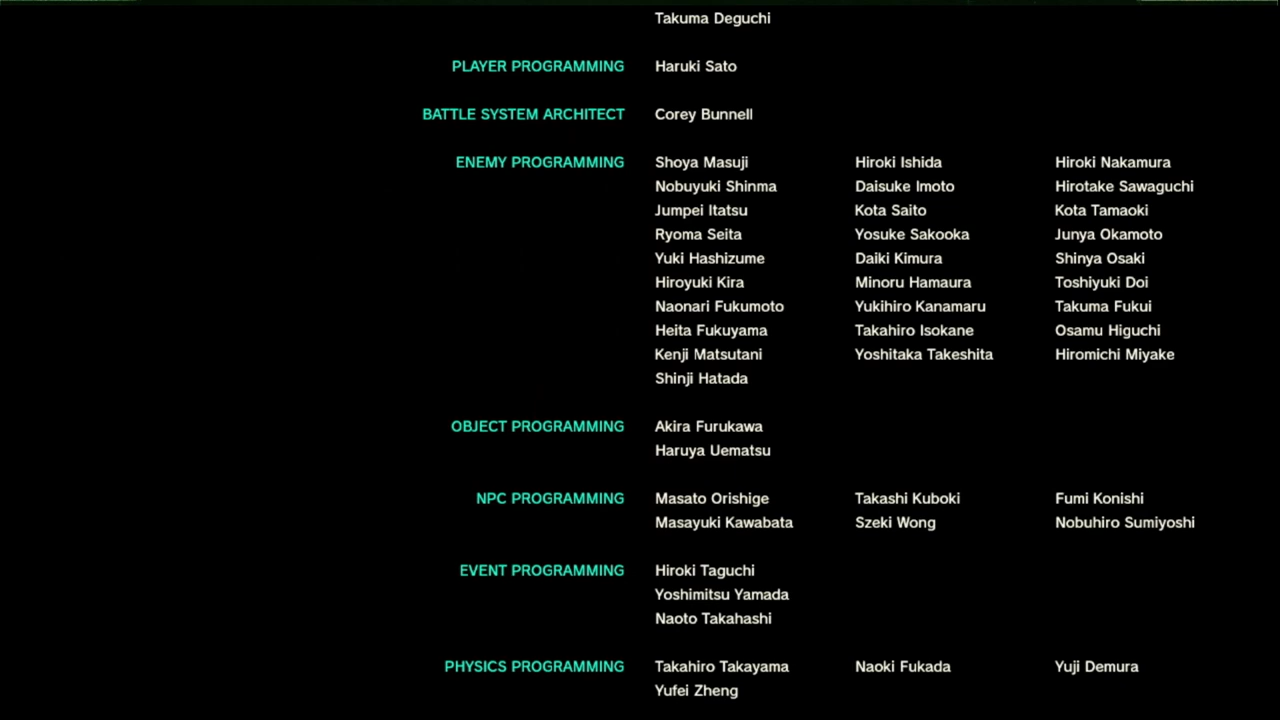 Takuma Deguchi
PLAYER PROGRAMMING Haruki Sato
BATTLE SYSTEM ARCHITECT Corey Bunnell
ENEMY PROGRAMMING Shoya Masuji Hiroki Ishida Hiroki Nakamura
Nobuyuki Shinma Daisuke Imoto Hirotake Sawaguchi
Jumpei Itatsu Kota Saito Kota Tamaoki
Ryoma Seita Yosuke Sakooka Junya Okamoto
Yuki Hashizume Daiki Kimura Shinya Osaki
Hiroyuki Kira Minoru Hamaura Toshiyuki Doi
Naonari Fukumoto Yukihiro Kanamaru Takuma Fukui
Heita Fukuyama Takahiro Isokane Osamu Higuchi
Kenji Matsutani Yoshitaka Takeshita Hiromichi Miyake
Shinji Hatada
OBJECT PROGRAMMING Akira Furukawa
Haruya Uematsu
NPC PROGRAMMING Masato Orishige Takashi Kuboki Fumi Konishi
Masayuki Kawabata Szeki Wong Nobuhiro Sumiyoshi
EVENT PROGRAMMING Hiroki Taguchi
Yoshimitsu Yamada
Naoto Takahashi
PHYSICS PROGRAMMING Takahiro Takayama Naoki Fukada Yuji Demura
Yufei Zheng